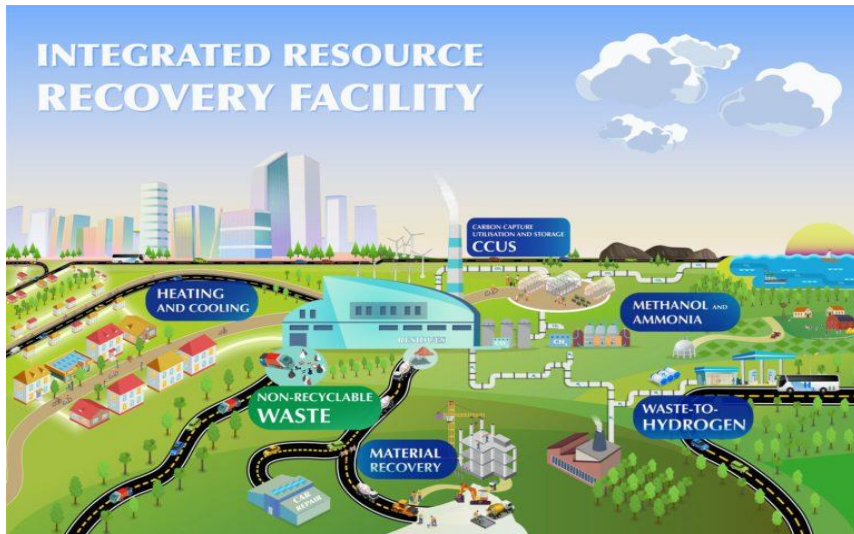 INTEGRATED RESOURCE
RECOVERY FACILITY
CARBON CAPTURE
UTILISATION AND STORAGE
CCUS
HEATING
AND COOLING
METHANOL AND
AMMONIA
RESIDUES
NON-RECYCLABLE
WASTE
WASTE-TO-
HYDROGEN
MATERIAL
RECOVERY
CAR
REPAIR